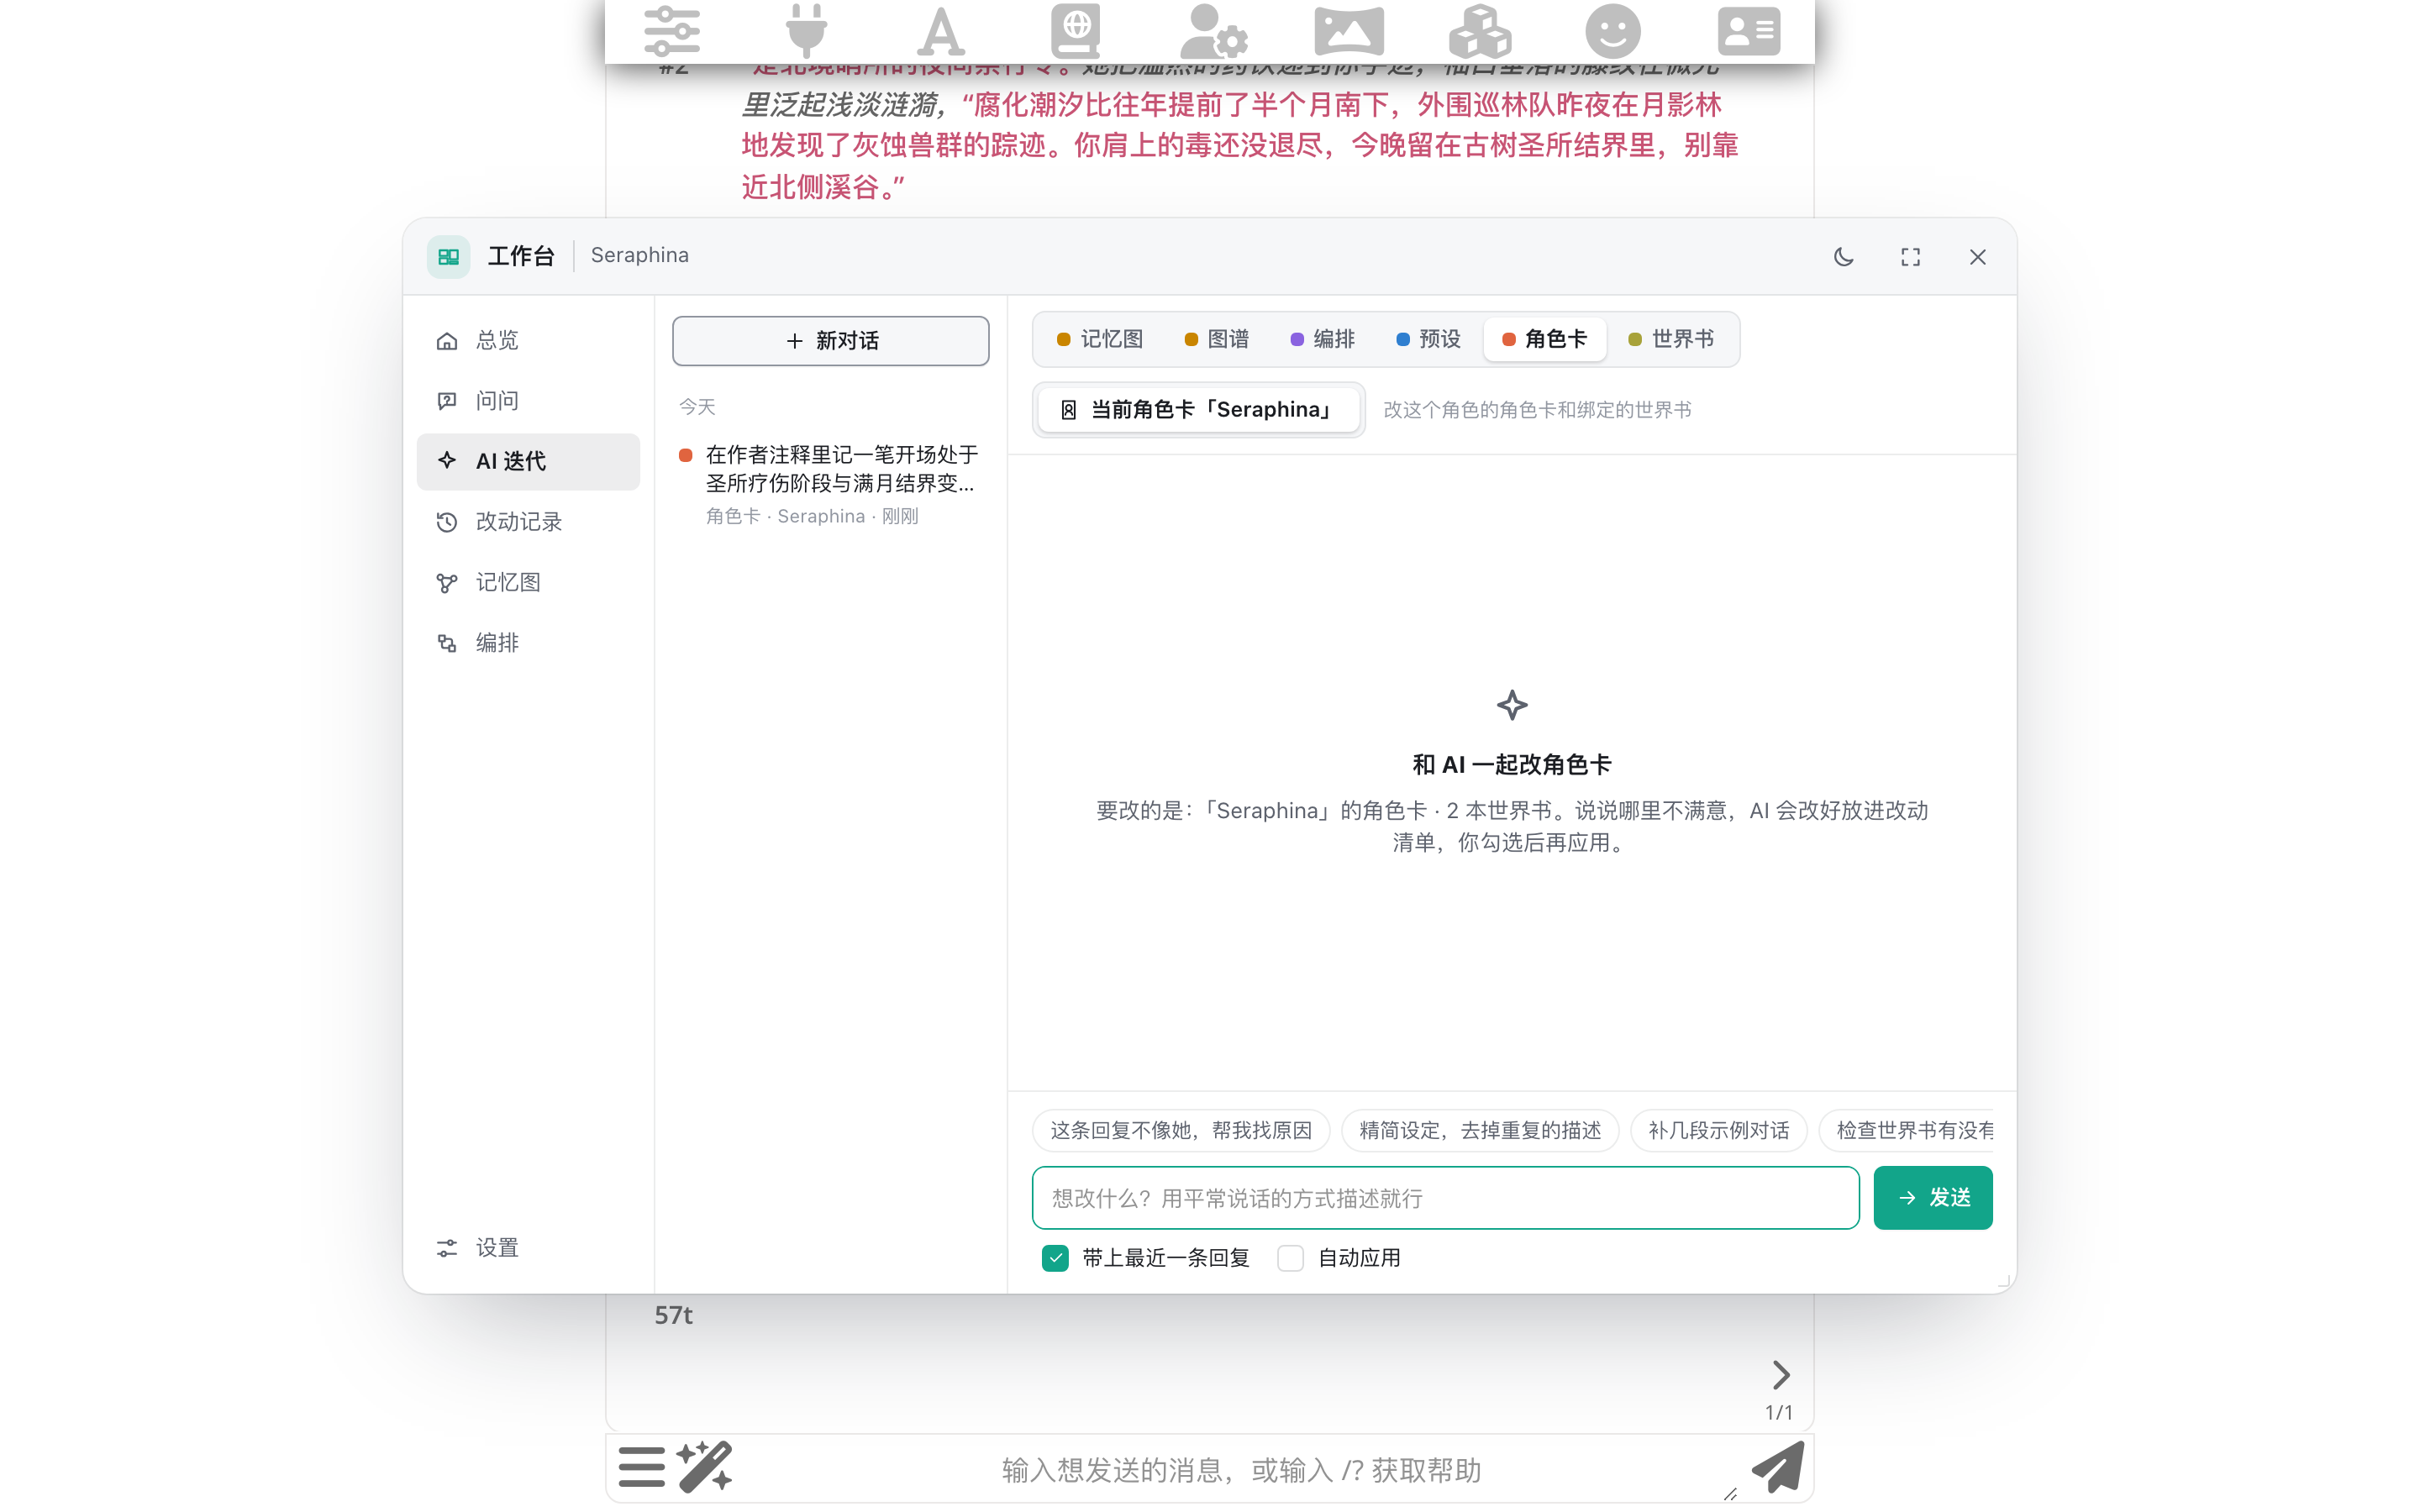 #2
里泛起浅淡涟漪，“腐化潮汐比往年提前了半个月南下，外围巡林队昨夜在月影林
地发现了灰蚀兽群的踪迹。你肩上的毒还没退尽，今晚留在古树圣所结界里，别靠
近北侧溪谷。”
工作台
Seraphina
总览
问问
AI 迭代
改动记录
记忆图
编排
设置
新对话
今天
在作者注释里记一笔开场处于
圣所疗伤阶段与满月结界变...
角色卡 · Seraphina · 刚刚
记忆图
图谱
编排
预设
角色卡
世界书
当前角色卡「Seraphina」
改这个角色的角色卡和绑定的世界书
和 AI 一起改角色卡
要改的是：「Seraphina」的角色卡 · 2 本世界书。说说哪里不满意，AI 会改好放进改动
清单，你勾选后再应用。
这条回复不像她，帮我找原因
精简设定，去掉重复的描述
补几段示例对话
检查世界书有没有
想改什么？用平常说话的方式描述就行
发送
带上最近一条回复
自动应用
57t
1/1
输入想发送的消息，或输入 /? 获取帮助